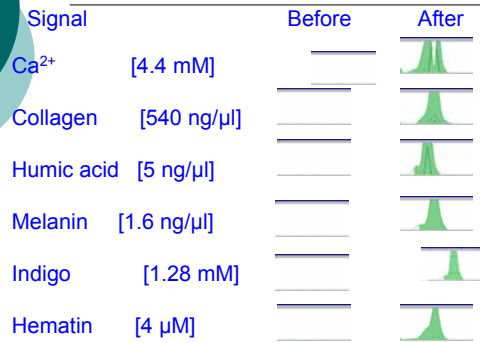 Signal Before After
Ca²⁺ [4.4 mM]
Collagen [540 ng/µl]
Humic acid [5 ng/µl]
Melanin [1.6 ng/µl]
Indigo [1.28 mM]
Hematin [4 µM]